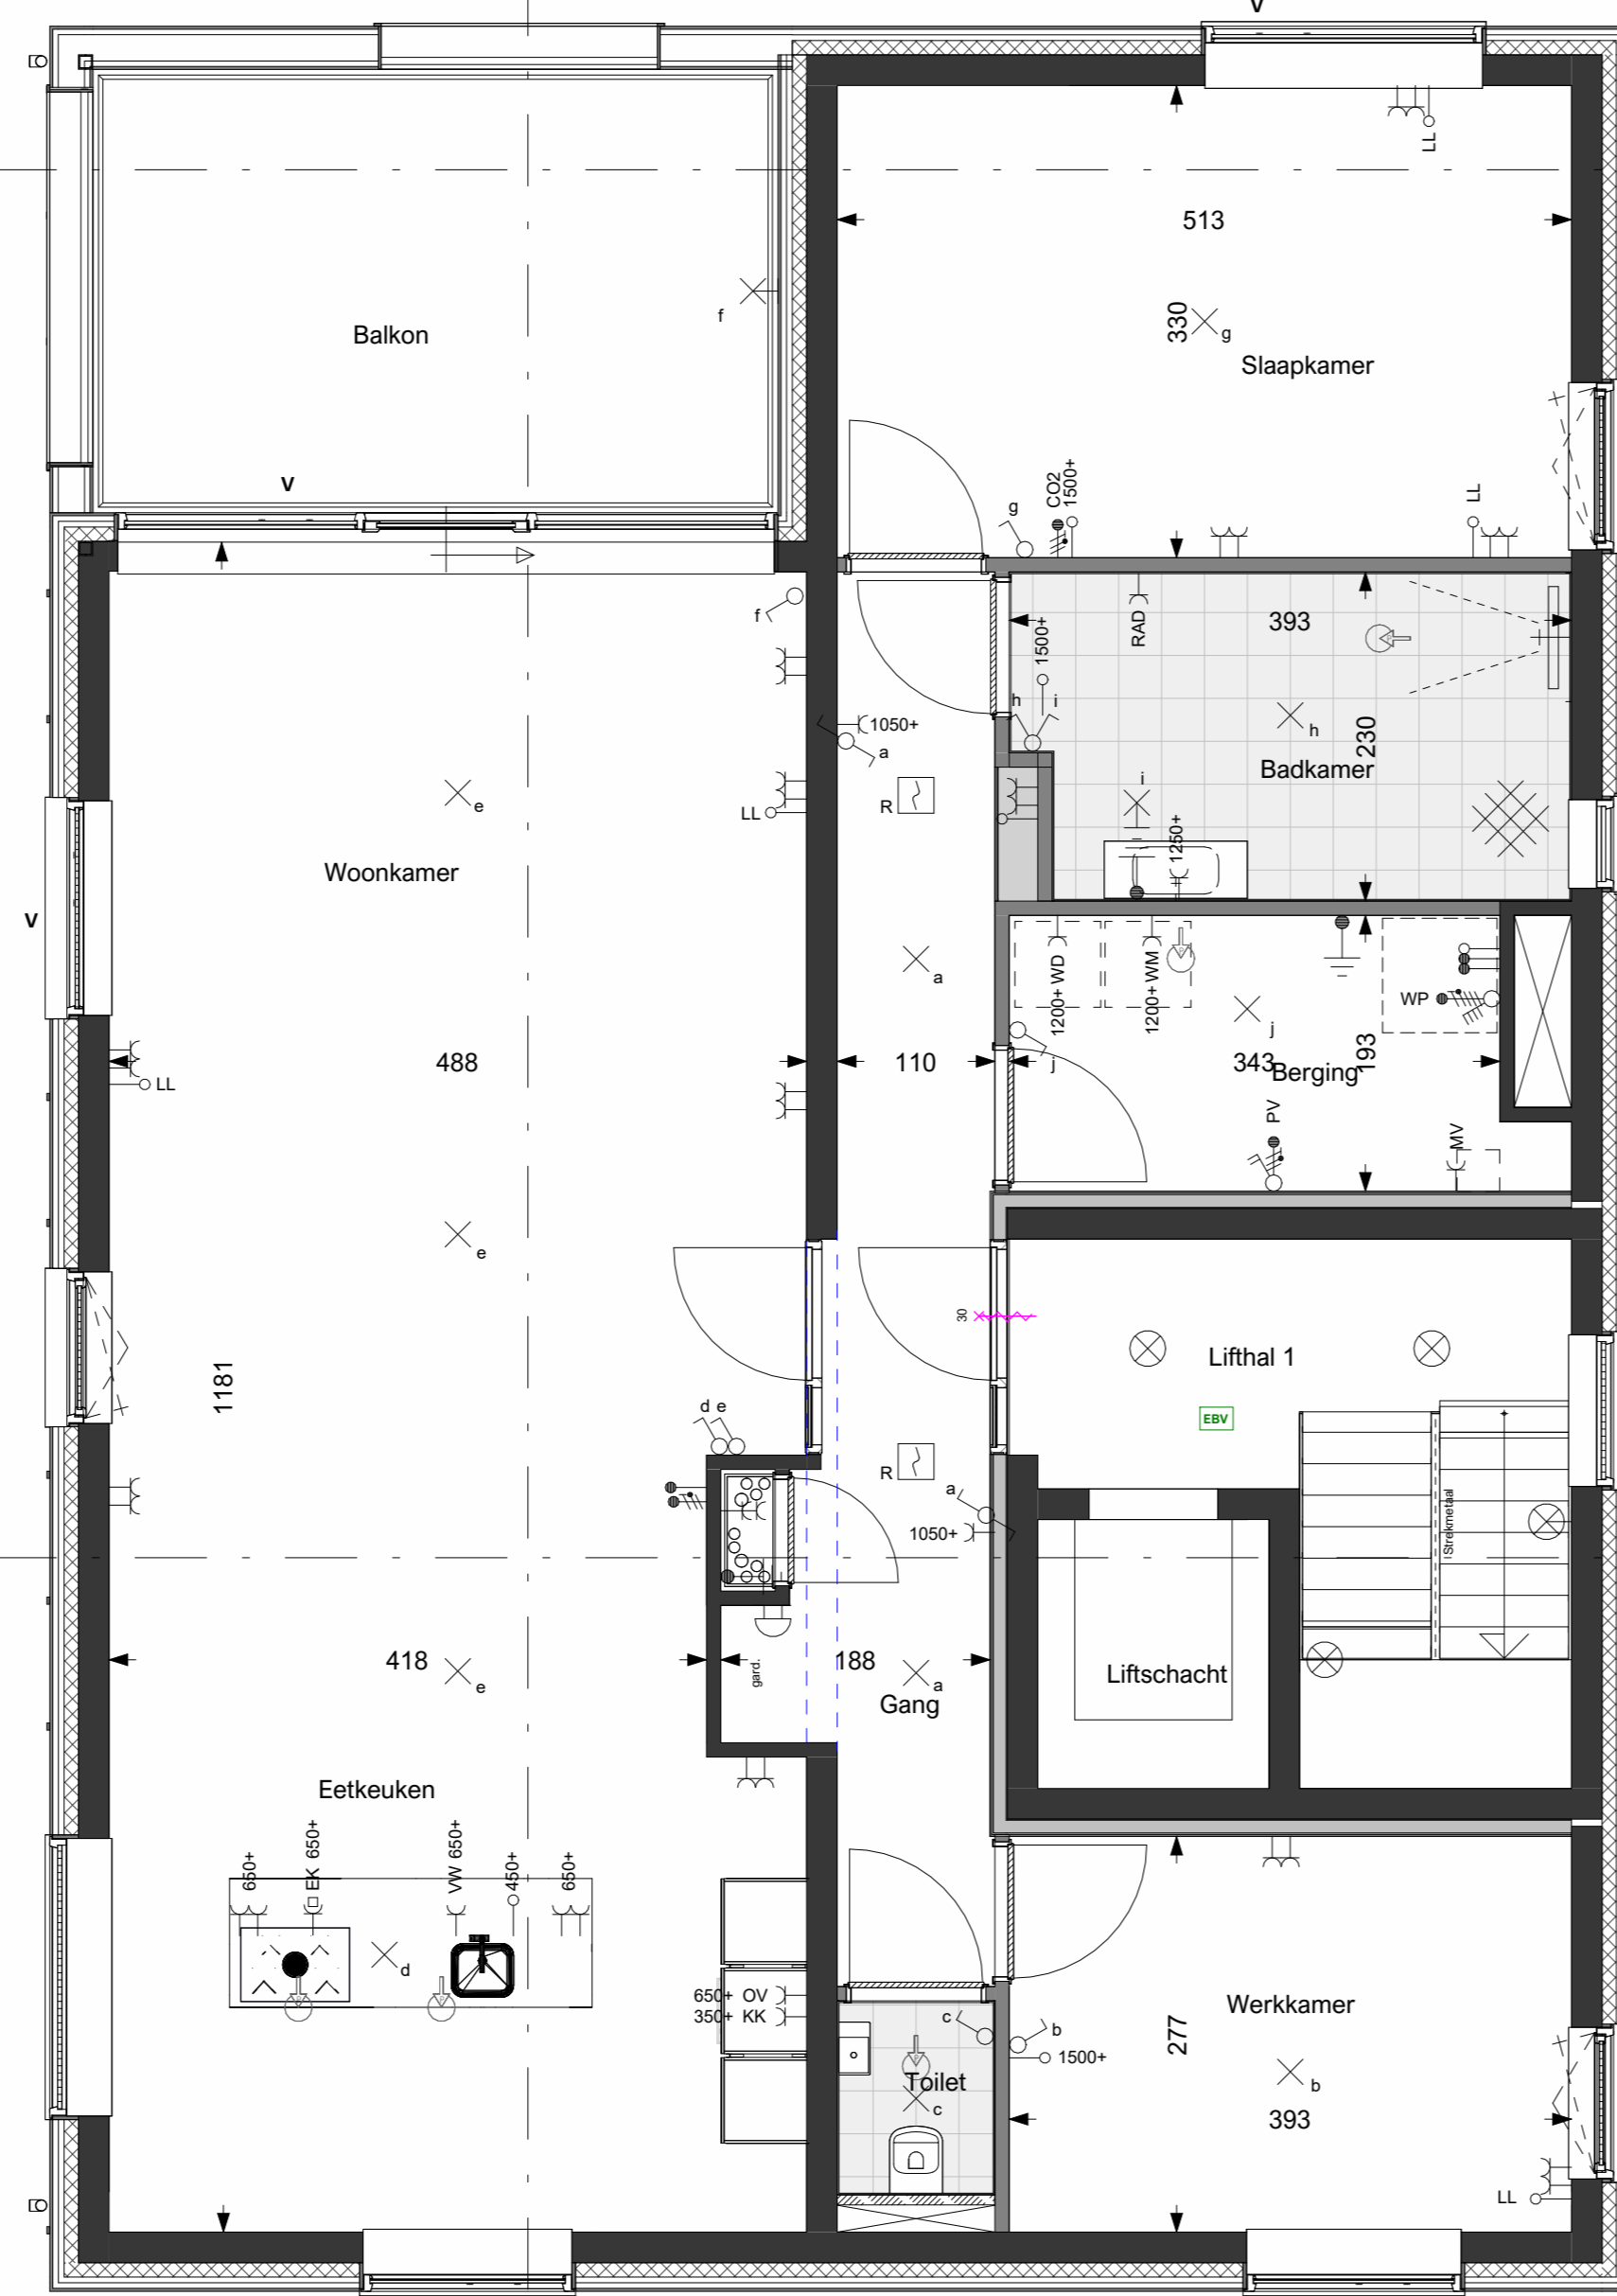 V
LL
513
f
Balkon
330
g
Slaapkamer
V
g
CO2
1500+
LL
f
RAD
393
1500+
h
i
1050+
a
h
230
Badkamer
i
1250+
e
R
LL
Woonkamer
V
a
1200+ WD
1200+ WM
WP
j
488
110
j
343
193
Berging
LL
PV
MV
e
30
Lifthal 1
1181
EBV
d e
R
a
1050+
Strekmetaal
418
e
gard.
188
a
Gang
Liftschacht
Eetkeuken
650+
EK 650+
VW 650+
450+
650+
d
650+ OV
350+ KK
c
b
1500+
Werkkamer
277
Toilet
c
b
393
LL